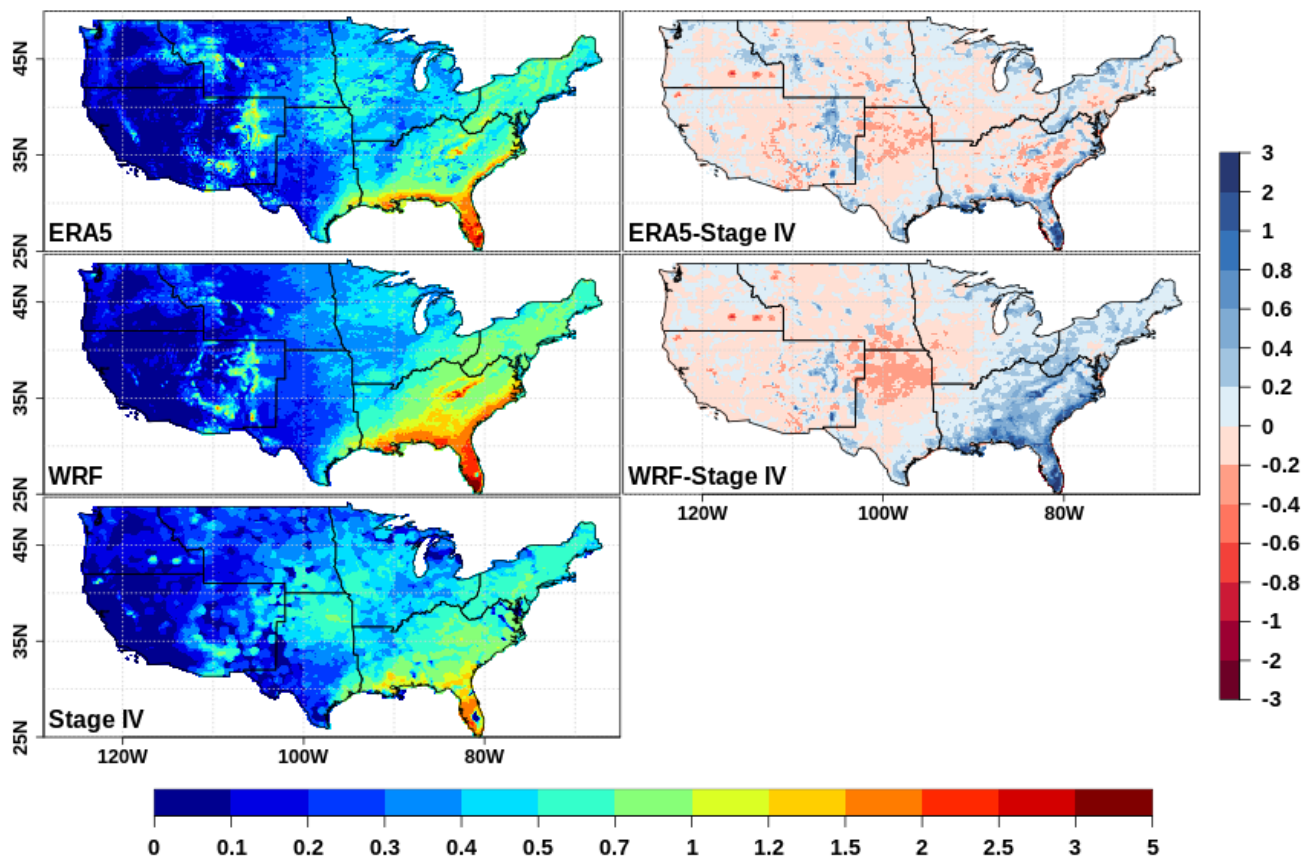 45N
35N
25N
ERA5
ERA5-Stage IV
45N
35N
25N
WRF
WRF-Stage IV
120W
100W
80W
45N
35N
25N
Stage IV
120W
100W
80W
3
2
1
0.8
0.6
0.4
0.2
0
-0.2
-0.4
-0.6
-0.8
-1
-2
-3
0
0.1
0.2
0.3
0.4
0.5
0.7
1
1.2
1.5
2
2.5
3
5